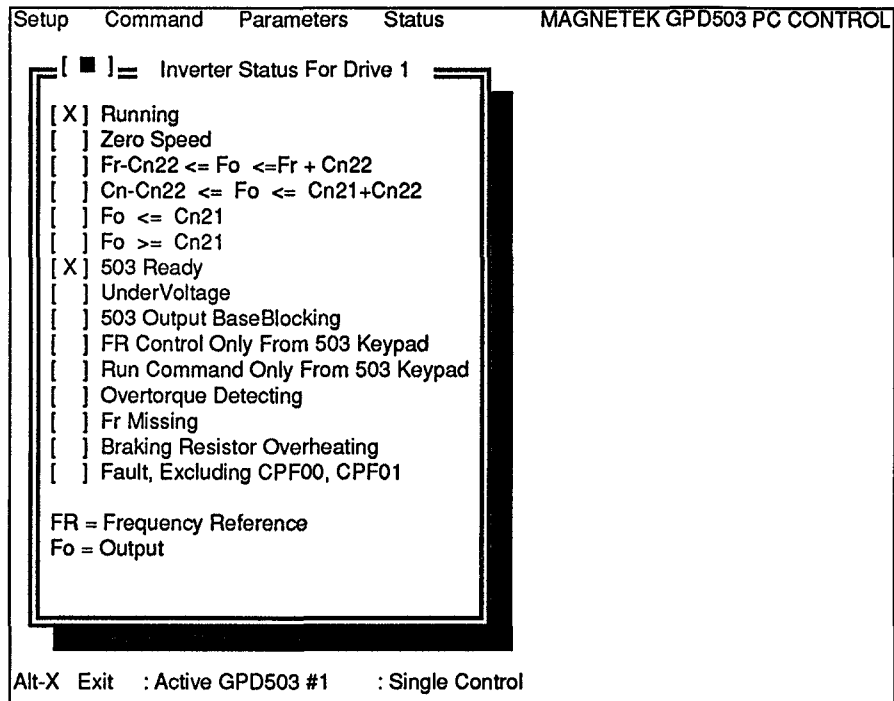 Setup Command Parameters Status MAGNETEK GPD503 PC CONTROL
[ ■ ] Inverter Status For Drive 1
[ X ] Running
[ ] Zero Speed
[ ] Fr-Cn22 <= Fo <=Fr + Cn22
[ ] Cn-Cn22 <= Fo <= Cn21+Cn22
[ ] Fo <= Cn21
[ ] Fo >= Cn21
[ X ] 503 Ready
[ ] UnderVoltage
[ ] 503 Output BaseBlocking
[ ] FR Control Only From 503 Keypad
[ ] Run Command Only From 503 Keypad
[ ] Overtorque Detecting
[ ] Fr Missing
[ ] Braking Resistor Overheating
[ ] Fault, Excluding CPF00, CPF01
FR = Frequency Reference
Fo = Output
Alt-X Exit : Active GPD503 #1 : Single Control